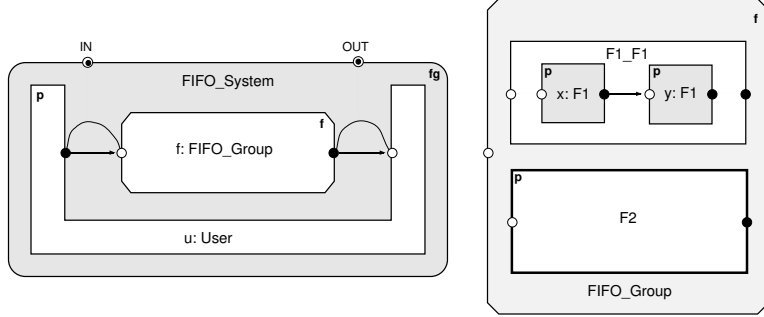 IN
OUT
FIFO_System
fg
p
f
f: FIFO_Group
u: User
f
F1_F1
p
p
x: F1
y: F1
p
F2
FIFO_Group